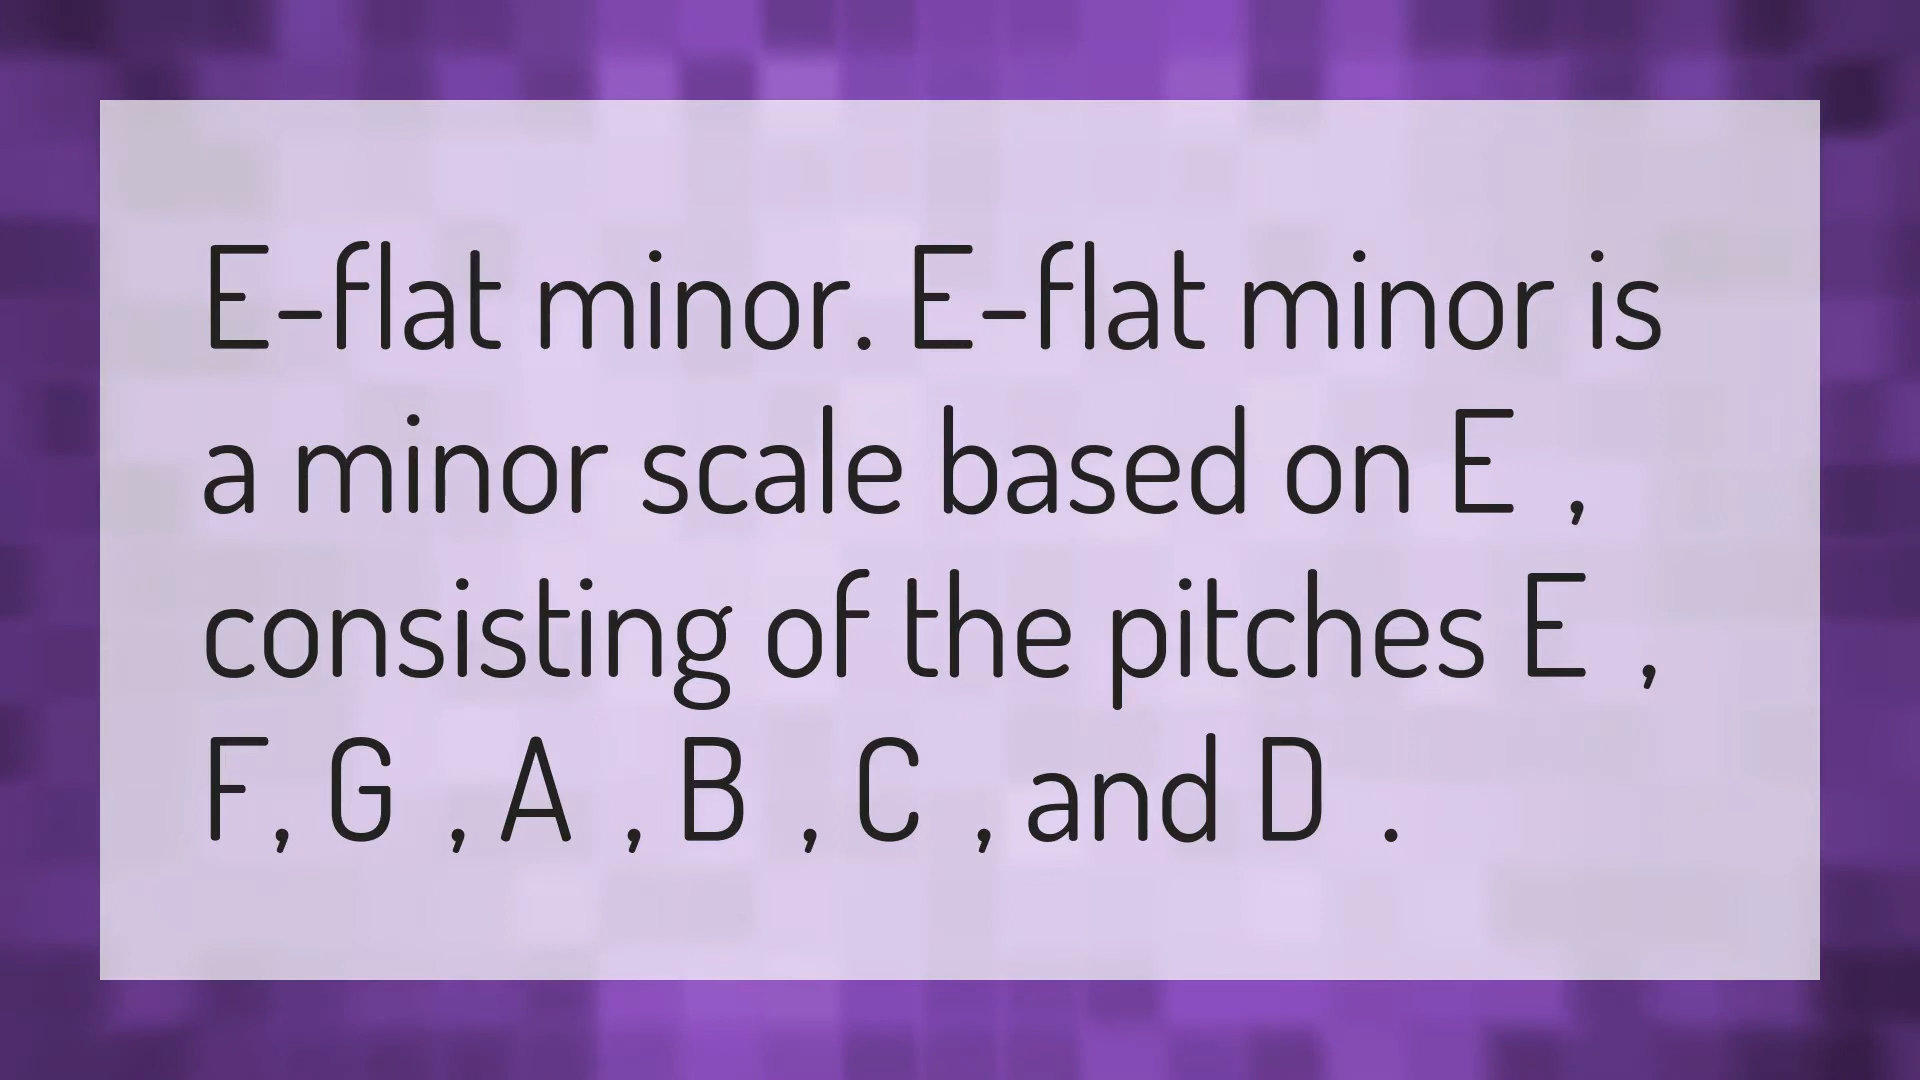 E-flat minor. E-flat minor is
a minor scale based on E ,
consisting of the pitches E ,
F, G , A , B , C , and D .